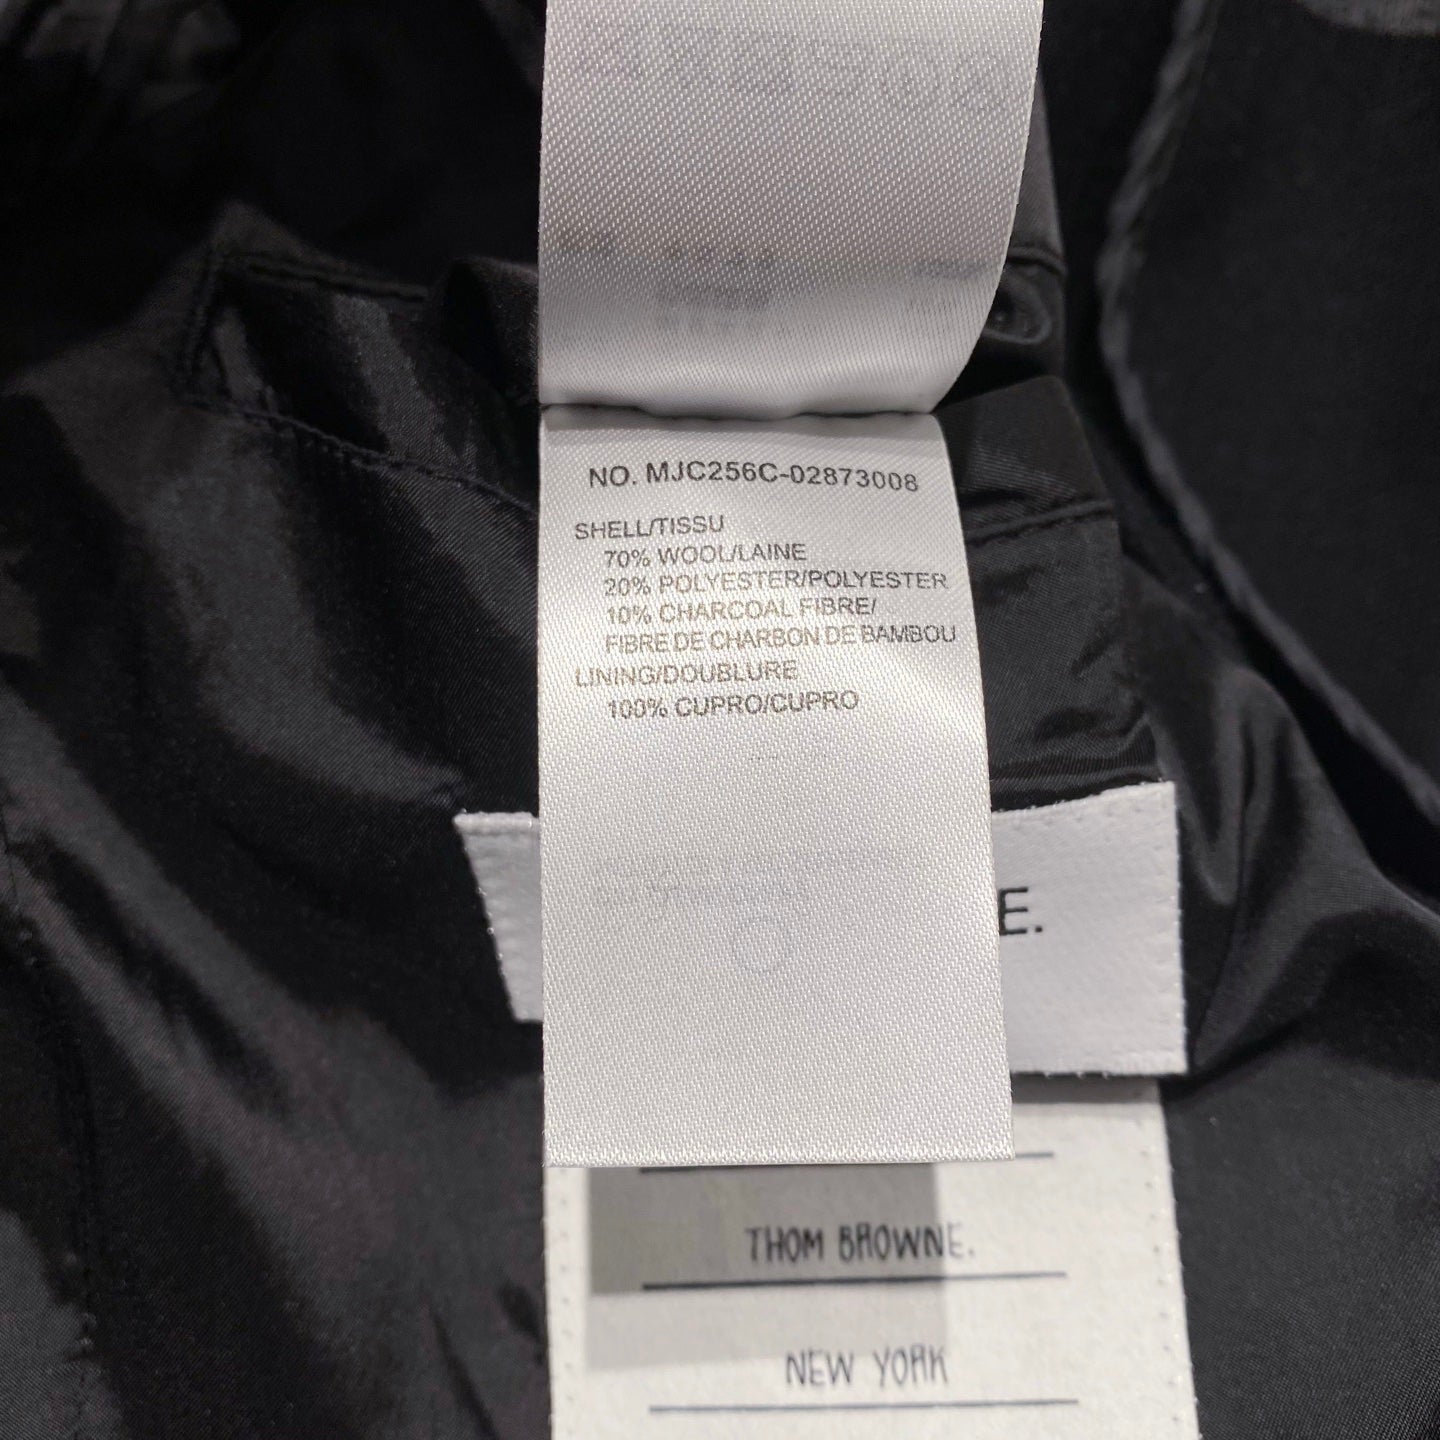 NO. MJC256C-02873008
SHELL/TISSU
70% WOOL/LAINE
20% POLYESTER/POLYESTER
10% CHARCOAL FIBRE/
FIBRE DE CHARBON DE BAMBOU
LINING/DOUBLURE
100% CUPRO/CUPRO
E.
THOM BROWNE.
NEW YORK